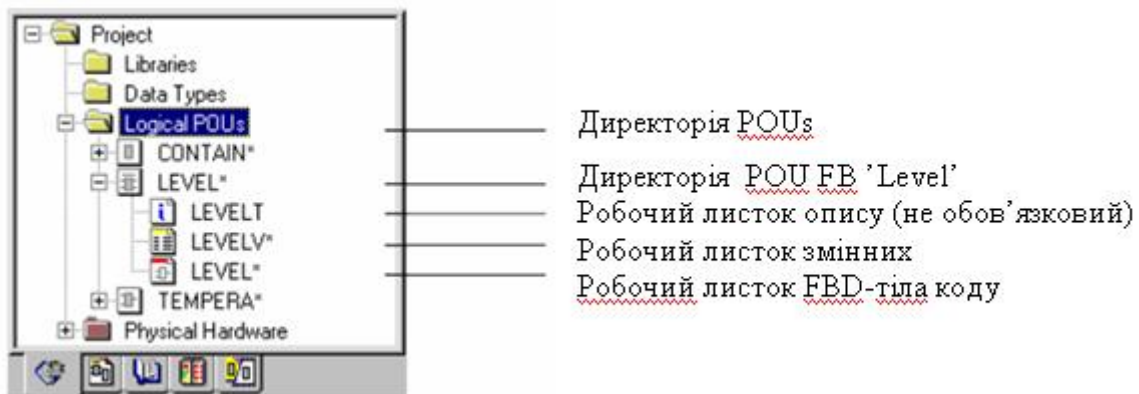 Project
Libraries
Data Types
Logical POUs
CONTAIN*
LEVEL*
LEVELT
LEVELV*
LEVEL*
TEMPERA*
Physical Hardware
Директорія POUs
Директорія POU FB ’Level’
Робочий листок опису (не обов’язковий)
Робочий листок змінних
Робочий листок FBD-тіла коду